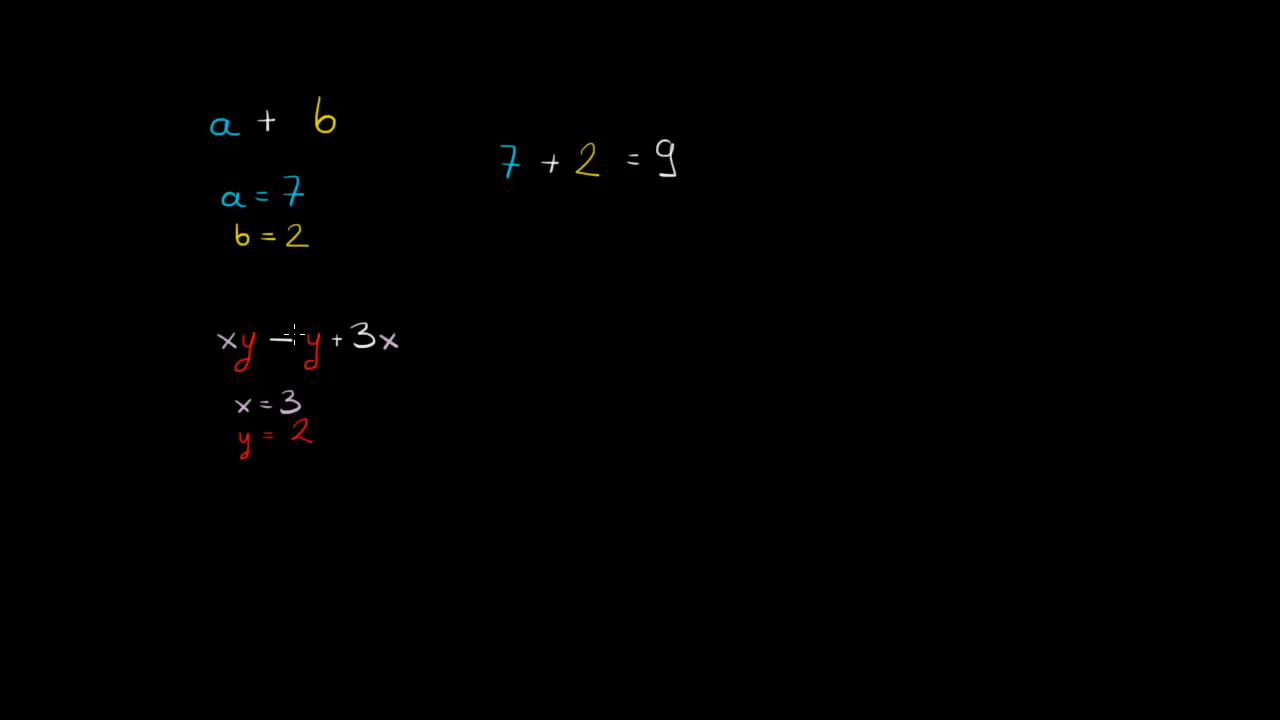 a + b
7 + 2 = 9
a = 7
b = 2
xy - y + 3x
x = 3
y = 2